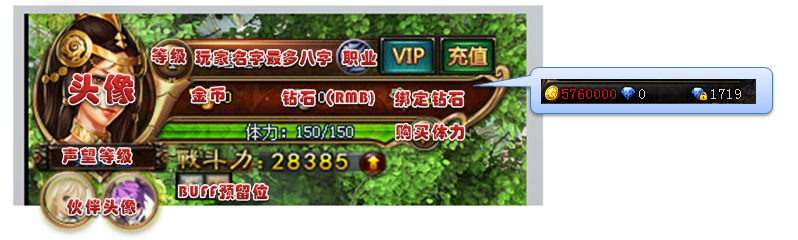 等级 玩家名字最多八字 职业 VIP 充值
头像
金币 0 钻石0(RMB) 绑定钻石
5760000 0 1719
体力：150/150 购买体力
声望等级
战斗力：28385
BUFF预留位
伙伴头像